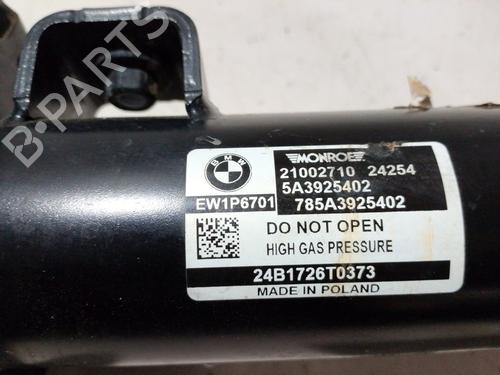 B-PARTS
BMW
MONROE
21002710 24254
5A3925402
EW1P6701
785A3925402
DO NOT OPEN
HIGH GAS PRESSURE
24B1726T0373
MADE IN POLAND